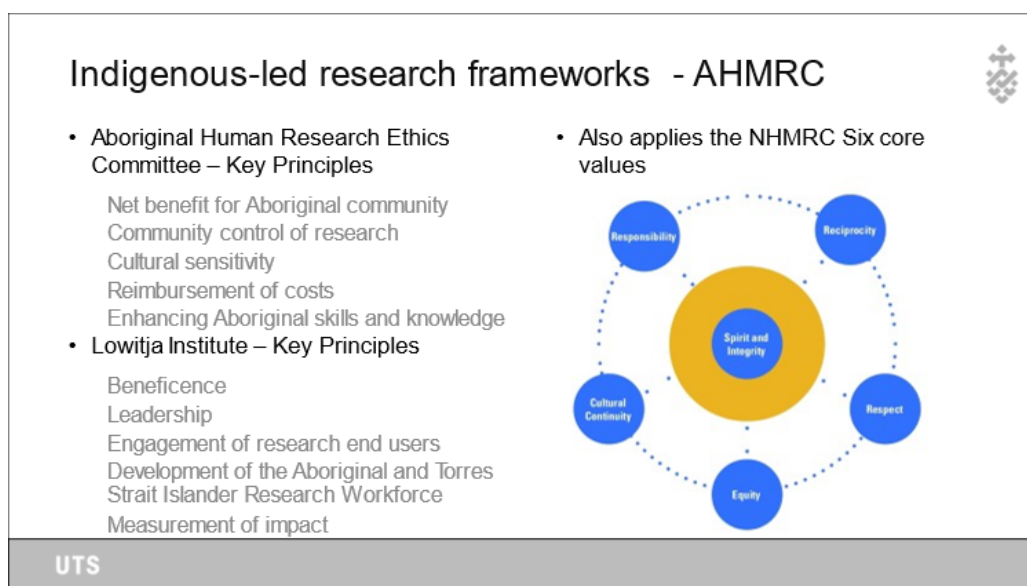 Indigenous-led research frameworks - AHMRC
• Aboriginal Human Research Ethics
Committee – Key Principles
Net benefit for Aboriginal community
Community control of research
Cultural sensitivity
Reimbursement of costs
Enhancing Aboriginal skills and knowledge
• Lowitja Institute – Key Principles
Beneficence
Leadership
Engagement of research end users
Development of the Aboriginal and Torres
Strait Islander Research Workforce
Measurement of impact
• Also applies the NHMRC Six core
values
Responsibility
Reciprocity
Spirit and
Integrity
Cultural
Continuity
Respect
Equity
UTS